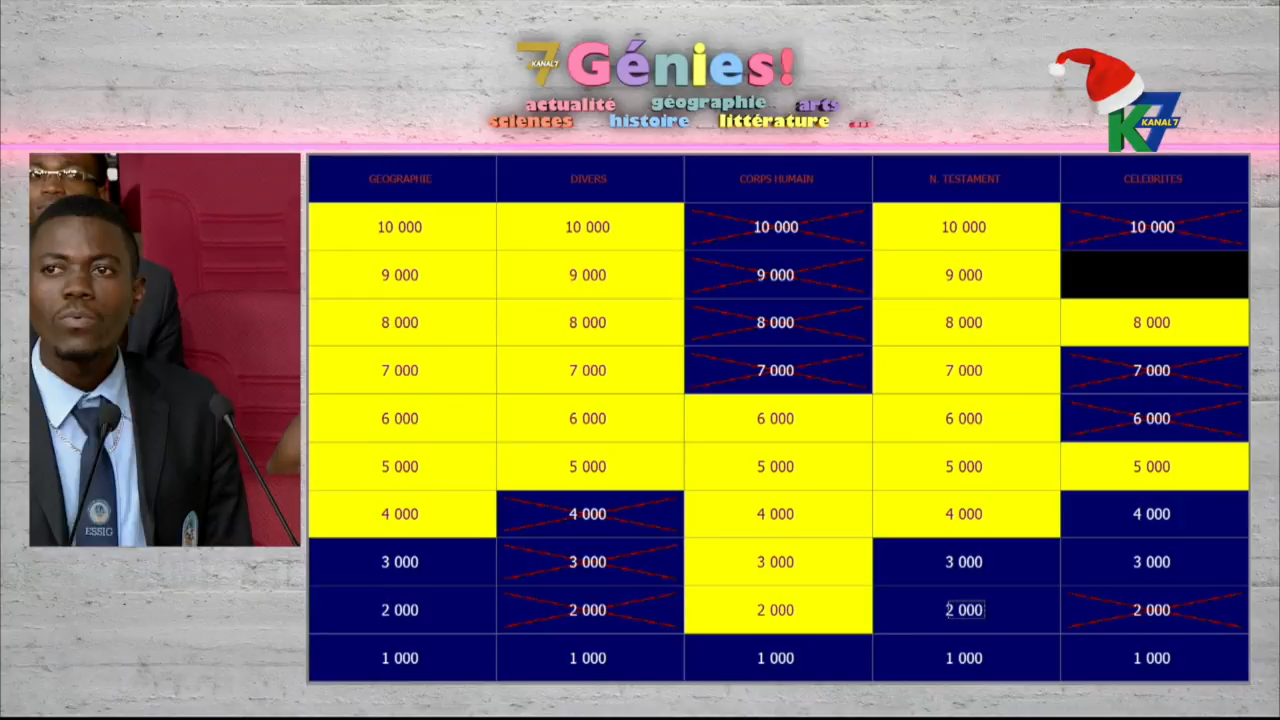 7 KANAL7 Génies!
actualité géographie arts
sciences histoire littérature
K7 KANAL7
GEOGRAPHIE DIVERS CORPS HUMAIN N. TESTAMENT CELEBRITES
10 000 10 000 10 000 10 000 10 000
9 000 9 000 9 000 9 000
8 000 8 000 8 000 8 000 8 000
7 000 7 000 7 000 7 000 7 000
6 000 6 000 6 000 6 000 6 000
5 000 5 000 5 000 5 000 5 000
4 000 4 000 4 000 4 000 4 000
3 000 3 000 3 000 3 000 3 000
2 000 2 000 2 000 2 000 2 000
1 000 1 000 1 000 1 000 1 000
ESSIG